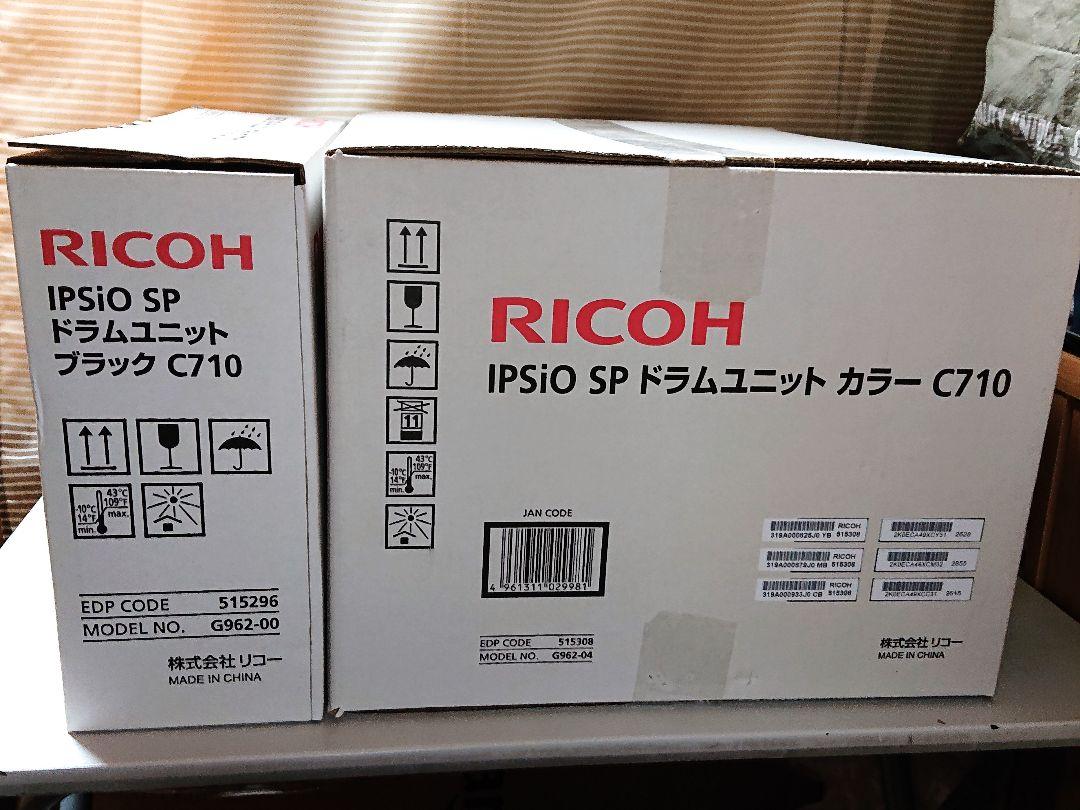 RICOH
IPSiO SP
ドラムユニット
ブラック C710
-10°C
14°F
min.
43°C
109°F
max.
EDP CODE 515296
MODEL NO. G962-00
株式会社 リコー
MADE IN CHINA
RICOH
IPSiO SP ドラムユニット カラー C710
11
-10°C
14°F
min.
43°C
109°F
max.
JAN CODE
4 961311 029981
EDP CODE 515308
MODEL NO. G962-04
RICOH
YB 515308
RICOH
MB 515308
RICOH
CB 515308
株式会社 リコー
MADE IN CHINA